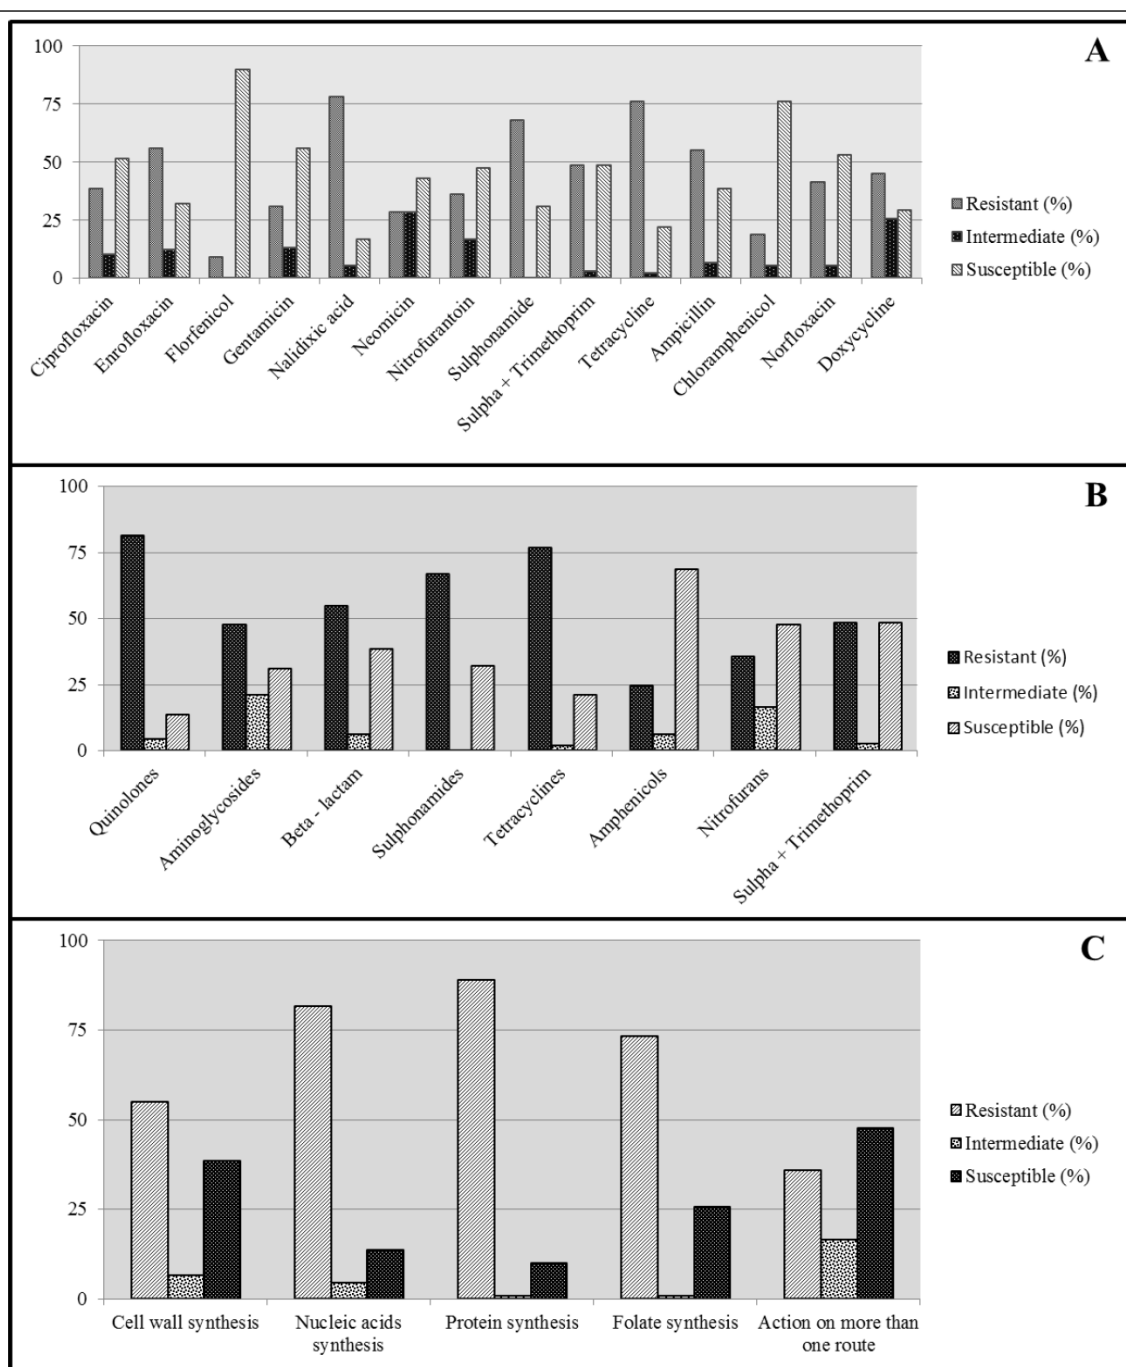 A
100
75
50
25
0
Ciprofloxacin
Enrofloxacin
Florfenicol
Gentamicin
Nalidixic acid
Neomicin
Nitrofurantoin
Sulphonamide
Sulpha + Trimethoprim
Tetracycline
Ampicillin
Chloramphenicol
Norfloxacin
Doxycycline
Resistant (%)
Intermediate (%)
Susceptible (%)
B
100
75
50
25
0
Quinolones
Aminoglycosides
Beta - lactam
Sulphonamides
Tetracyclines
Amphenicols
Nitrofurans
Sulpha + Trimethoprim
Resistant (%)
Intermediate (%)
Susceptible (%)
C
100
75
50
25
0
Cell wall synthesis
Nucleic acids
synthesis
Protein synthesis
Folate synthesis
Action on more than
one route
Resistant (%)
Intermediate (%)
Susceptible (%)